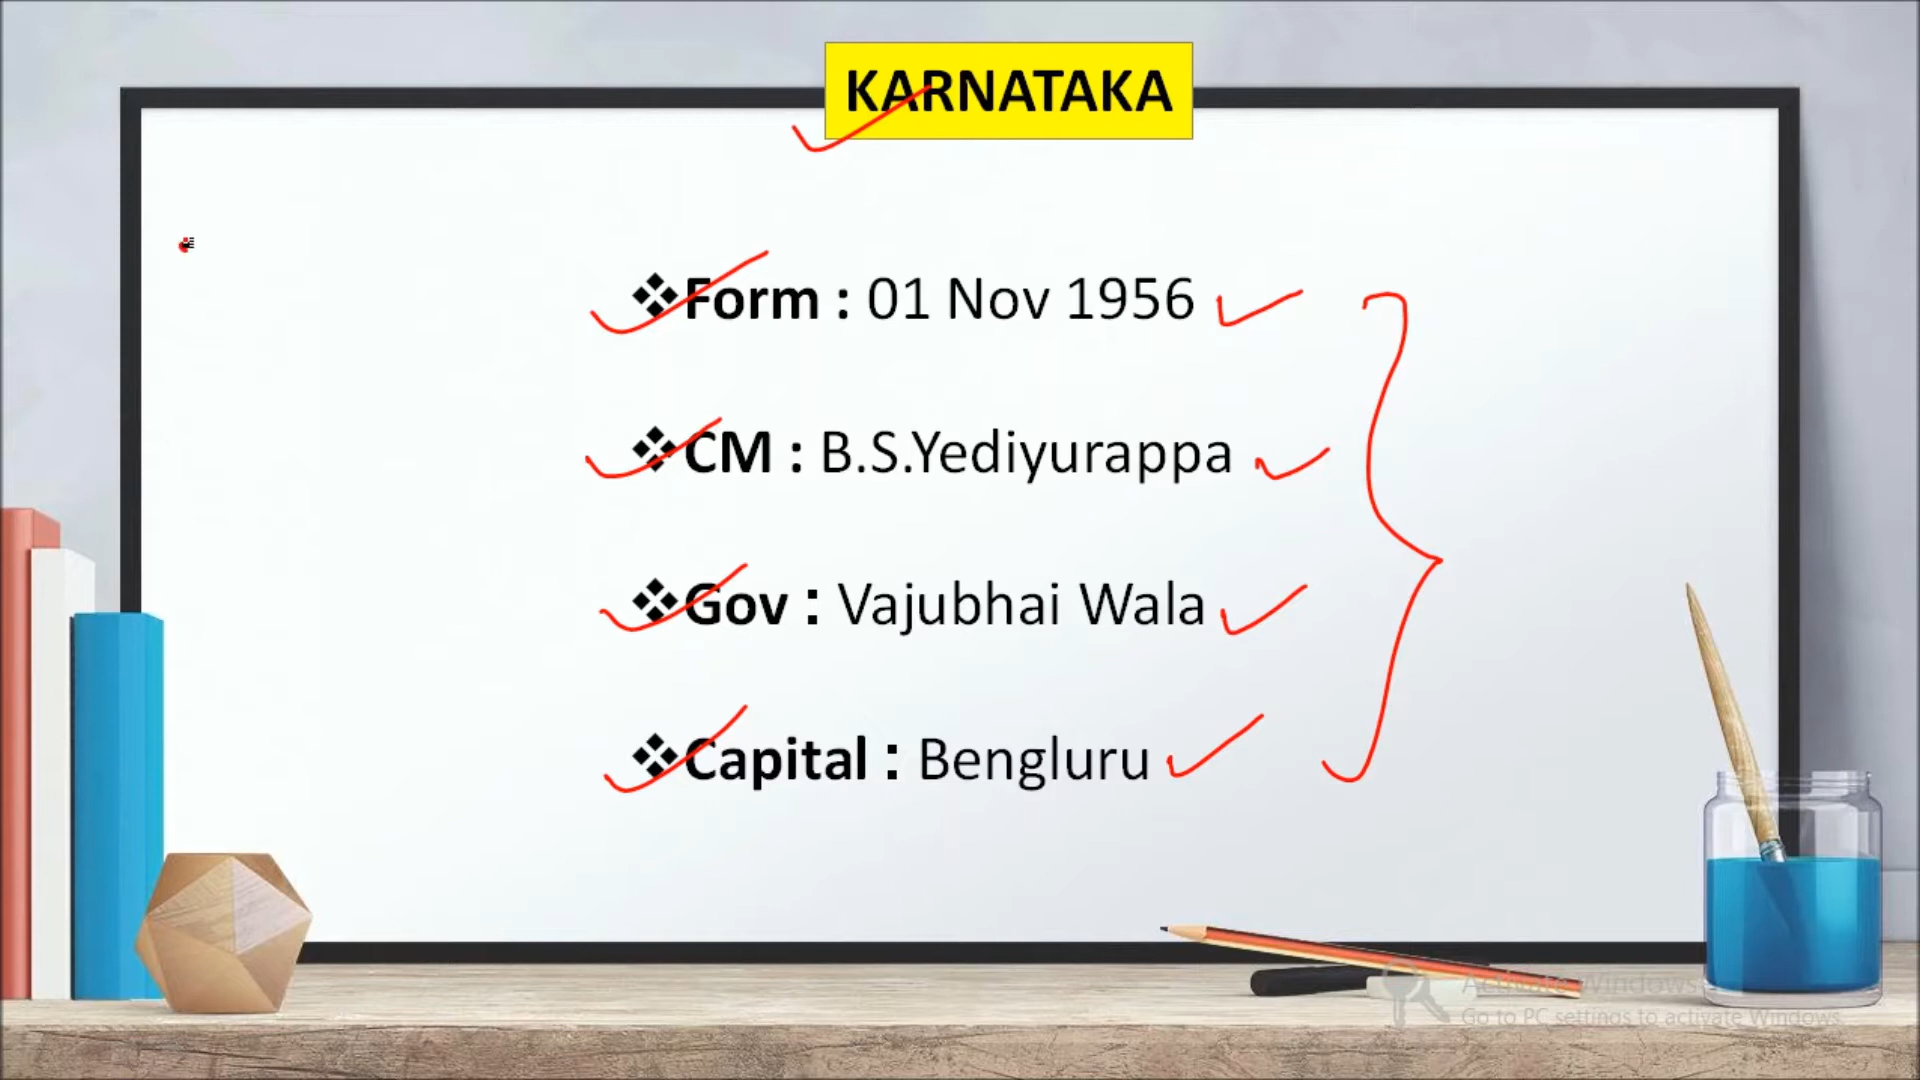 KARNATAKA
❖Form : 01 Nov 1956
❖CM : B.S.Yediyurappa
❖Gov : Vajubhai Wala
❖Capital : Bengluru
Activate Windows
Go to PC settings to activate Windows.